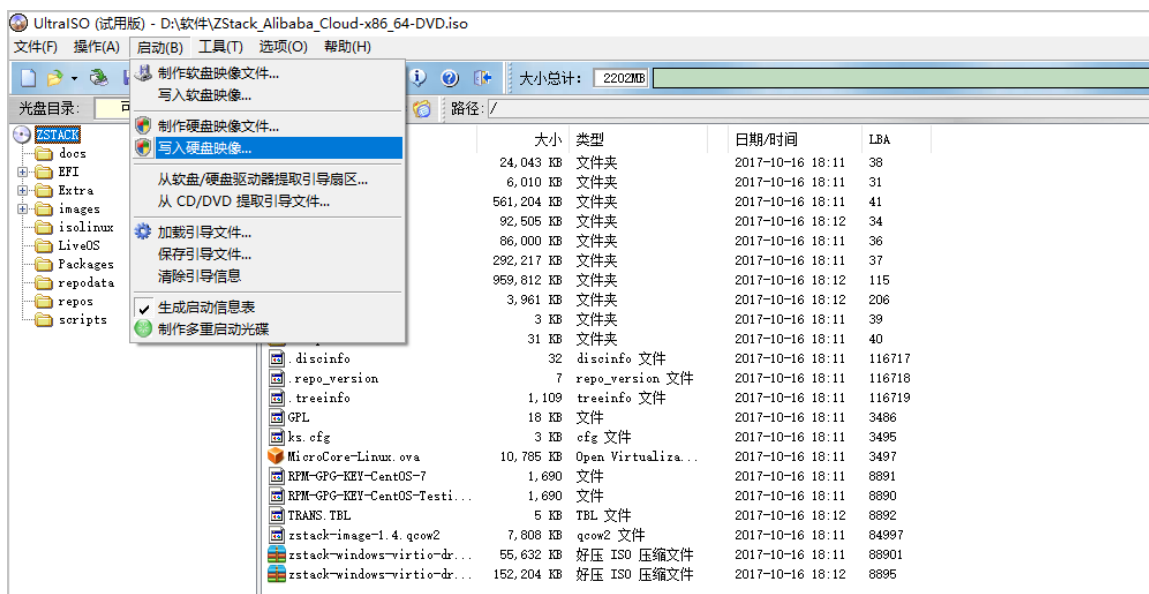 UltraISO (试用版) - D:\软件\ZStack_Alibaba_Cloud-x86_64-DVD.iso
文件(F) 操作(A) 启动(B) 工具(T) 选项(O) 帮助(H)
大小总计: 2202MB
光盘目录: 路径: /
制作软盘映像文件...
写入软盘映像...
制作硬盘映像文件...
写入硬盘映像...
从软盘/硬盘驱动器提取引导扇区...
从 CD/DVD 提取引导文件...
加载引导文件...
保存引导文件...
清除引导信息
生成启动信息表
制作多重启动光碟
ZSTACK
docs
EFI
Extra
images
isolinux
LiveOS
Packages
repodata
repos
scripts
大小 类型 日期/时间 LBA
24,043 KB 文件夹 2017-10-16 18:11 38
6,010 KB 文件夹 2017-10-16 18:11 31
561,204 KB 文件夹 2017-10-16 18:11 41
92,505 KB 文件夹 2017-10-16 18:12 34
86,000 KB 文件夹 2017-10-16 18:11 36
292,217 KB 文件夹 2017-10-16 18:11 37
959,812 KB 文件夹 2017-10-16 18:12 115
3,961 KB 文件夹 2017-10-16 18:12 206
3 KB 文件夹 2017-10-16 18:11 39
31 KB 文件夹 2017-10-16 18:11 40
.discinfo 32 discinfo 文件 2017-10-16 18:11 116717
.repo_version 7 repo_version 文件 2017-10-16 18:11 116718
.treeinfo 1,109 treeinfo 文件 2017-10-16 18:11 116719
GPL 18 KB 文件 2017-10-16 18:11 3486
ks.cfg 3 KB cfg 文件 2017-10-16 18:11 3495
MicroCore-Linux.ova 10,785 KB Open Virtualiza... 2017-10-16 18:11 3497
RPM-GPG-KEY-CentOS-7 1,690 文件 2017-10-16 18:11 8891
RPM-GPG-KEY-CentOS-Testi... 1,690 文件 2017-10-16 18:11 8890
TRANS.TBL 5 KB TBL 文件 2017-10-16 18:12 8892
zstack-image-1.4.qcow2 7,808 KB qcow2 文件 2017-10-16 18:11 84997
zstack-windows-virtio-dr... 55,632 KB 好压 ISO 压缩文件 2017-10-16 18:11 88901
zstack-windows-virtio-dr... 152,204 KB 好压 ISO 压缩文件 2017-10-16 18:12 8895